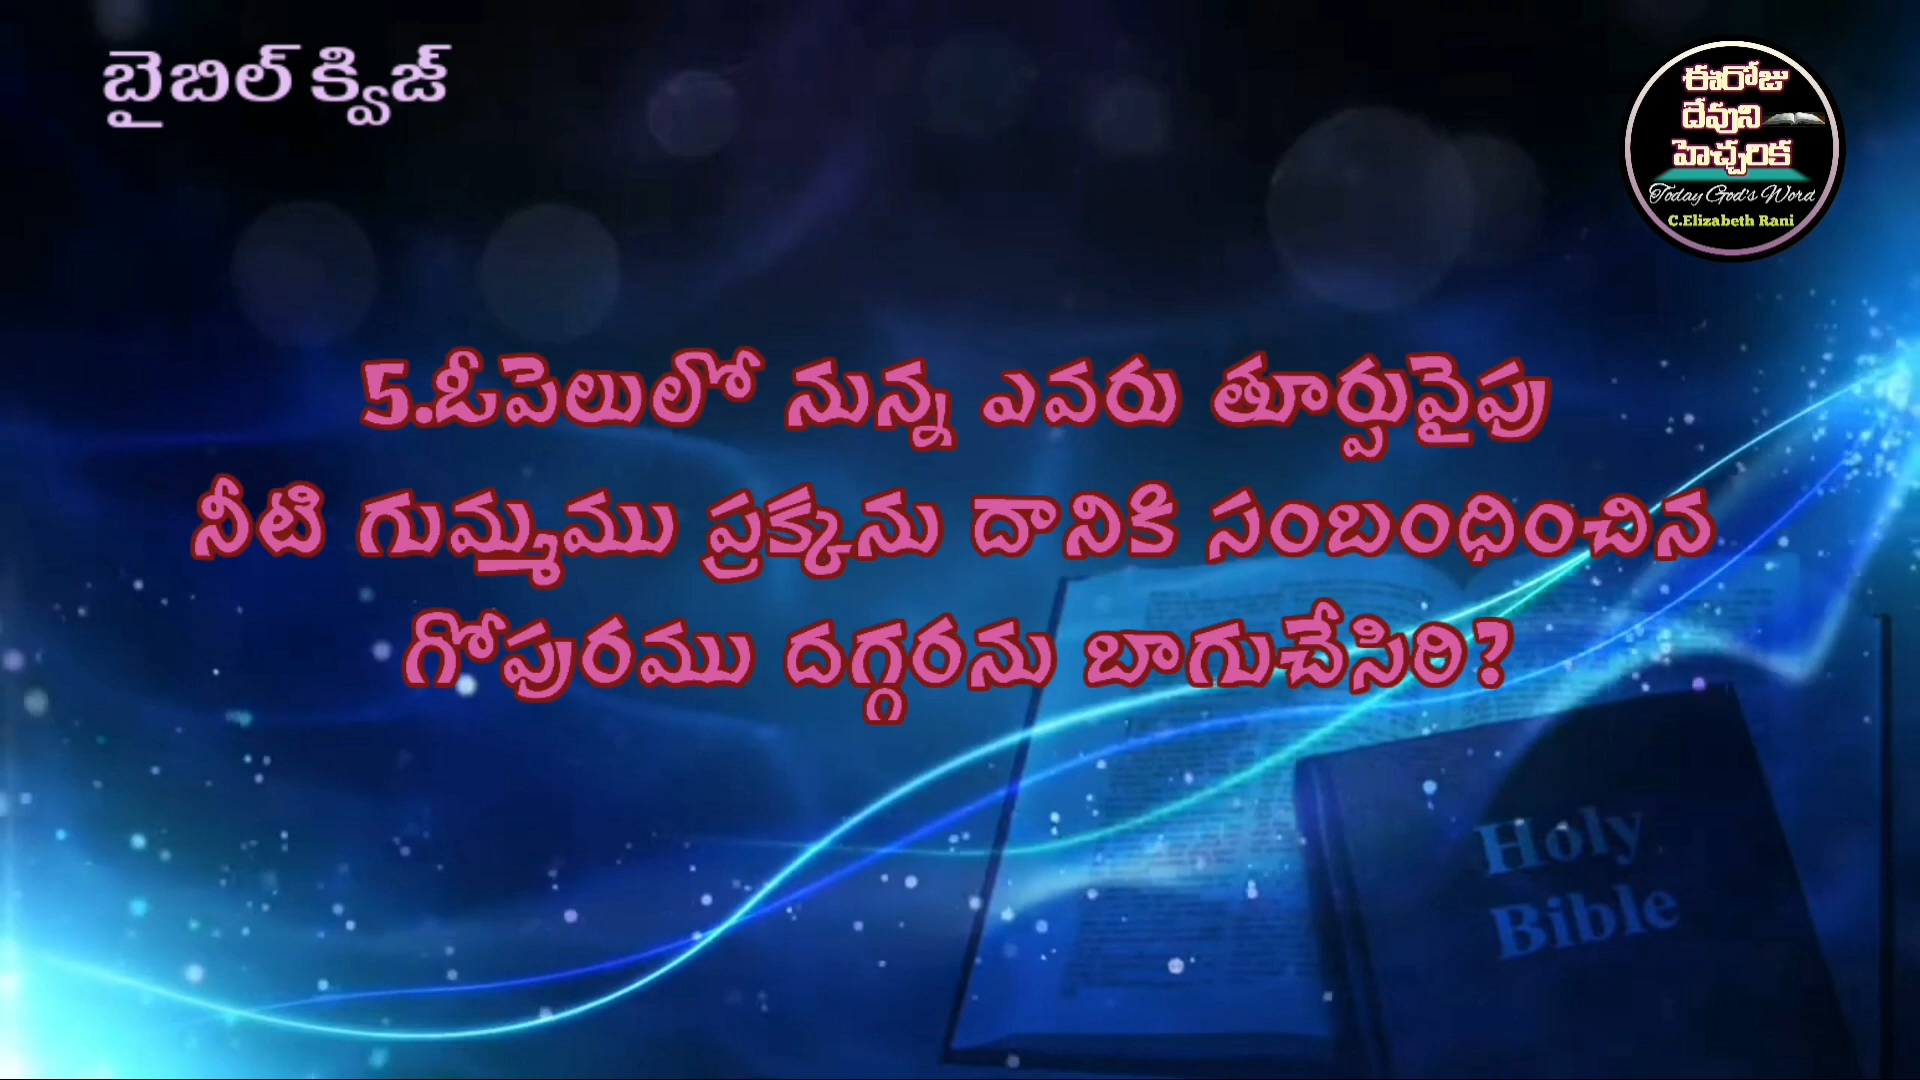 బైబిల్ క్విజ్
ఈరోజు
దేవుని
హెచ్చరిక
Today God's Word
C.Elizabeth Rani
5.ఓపెలులో నున్న ఎవరు తూర్పువైపు
నీటి గుమ్మము ప్రక్కను దానికి సంబంధించిన
గోపురము దగ్గరను బాగుచేసిరి?
Holy
Bible